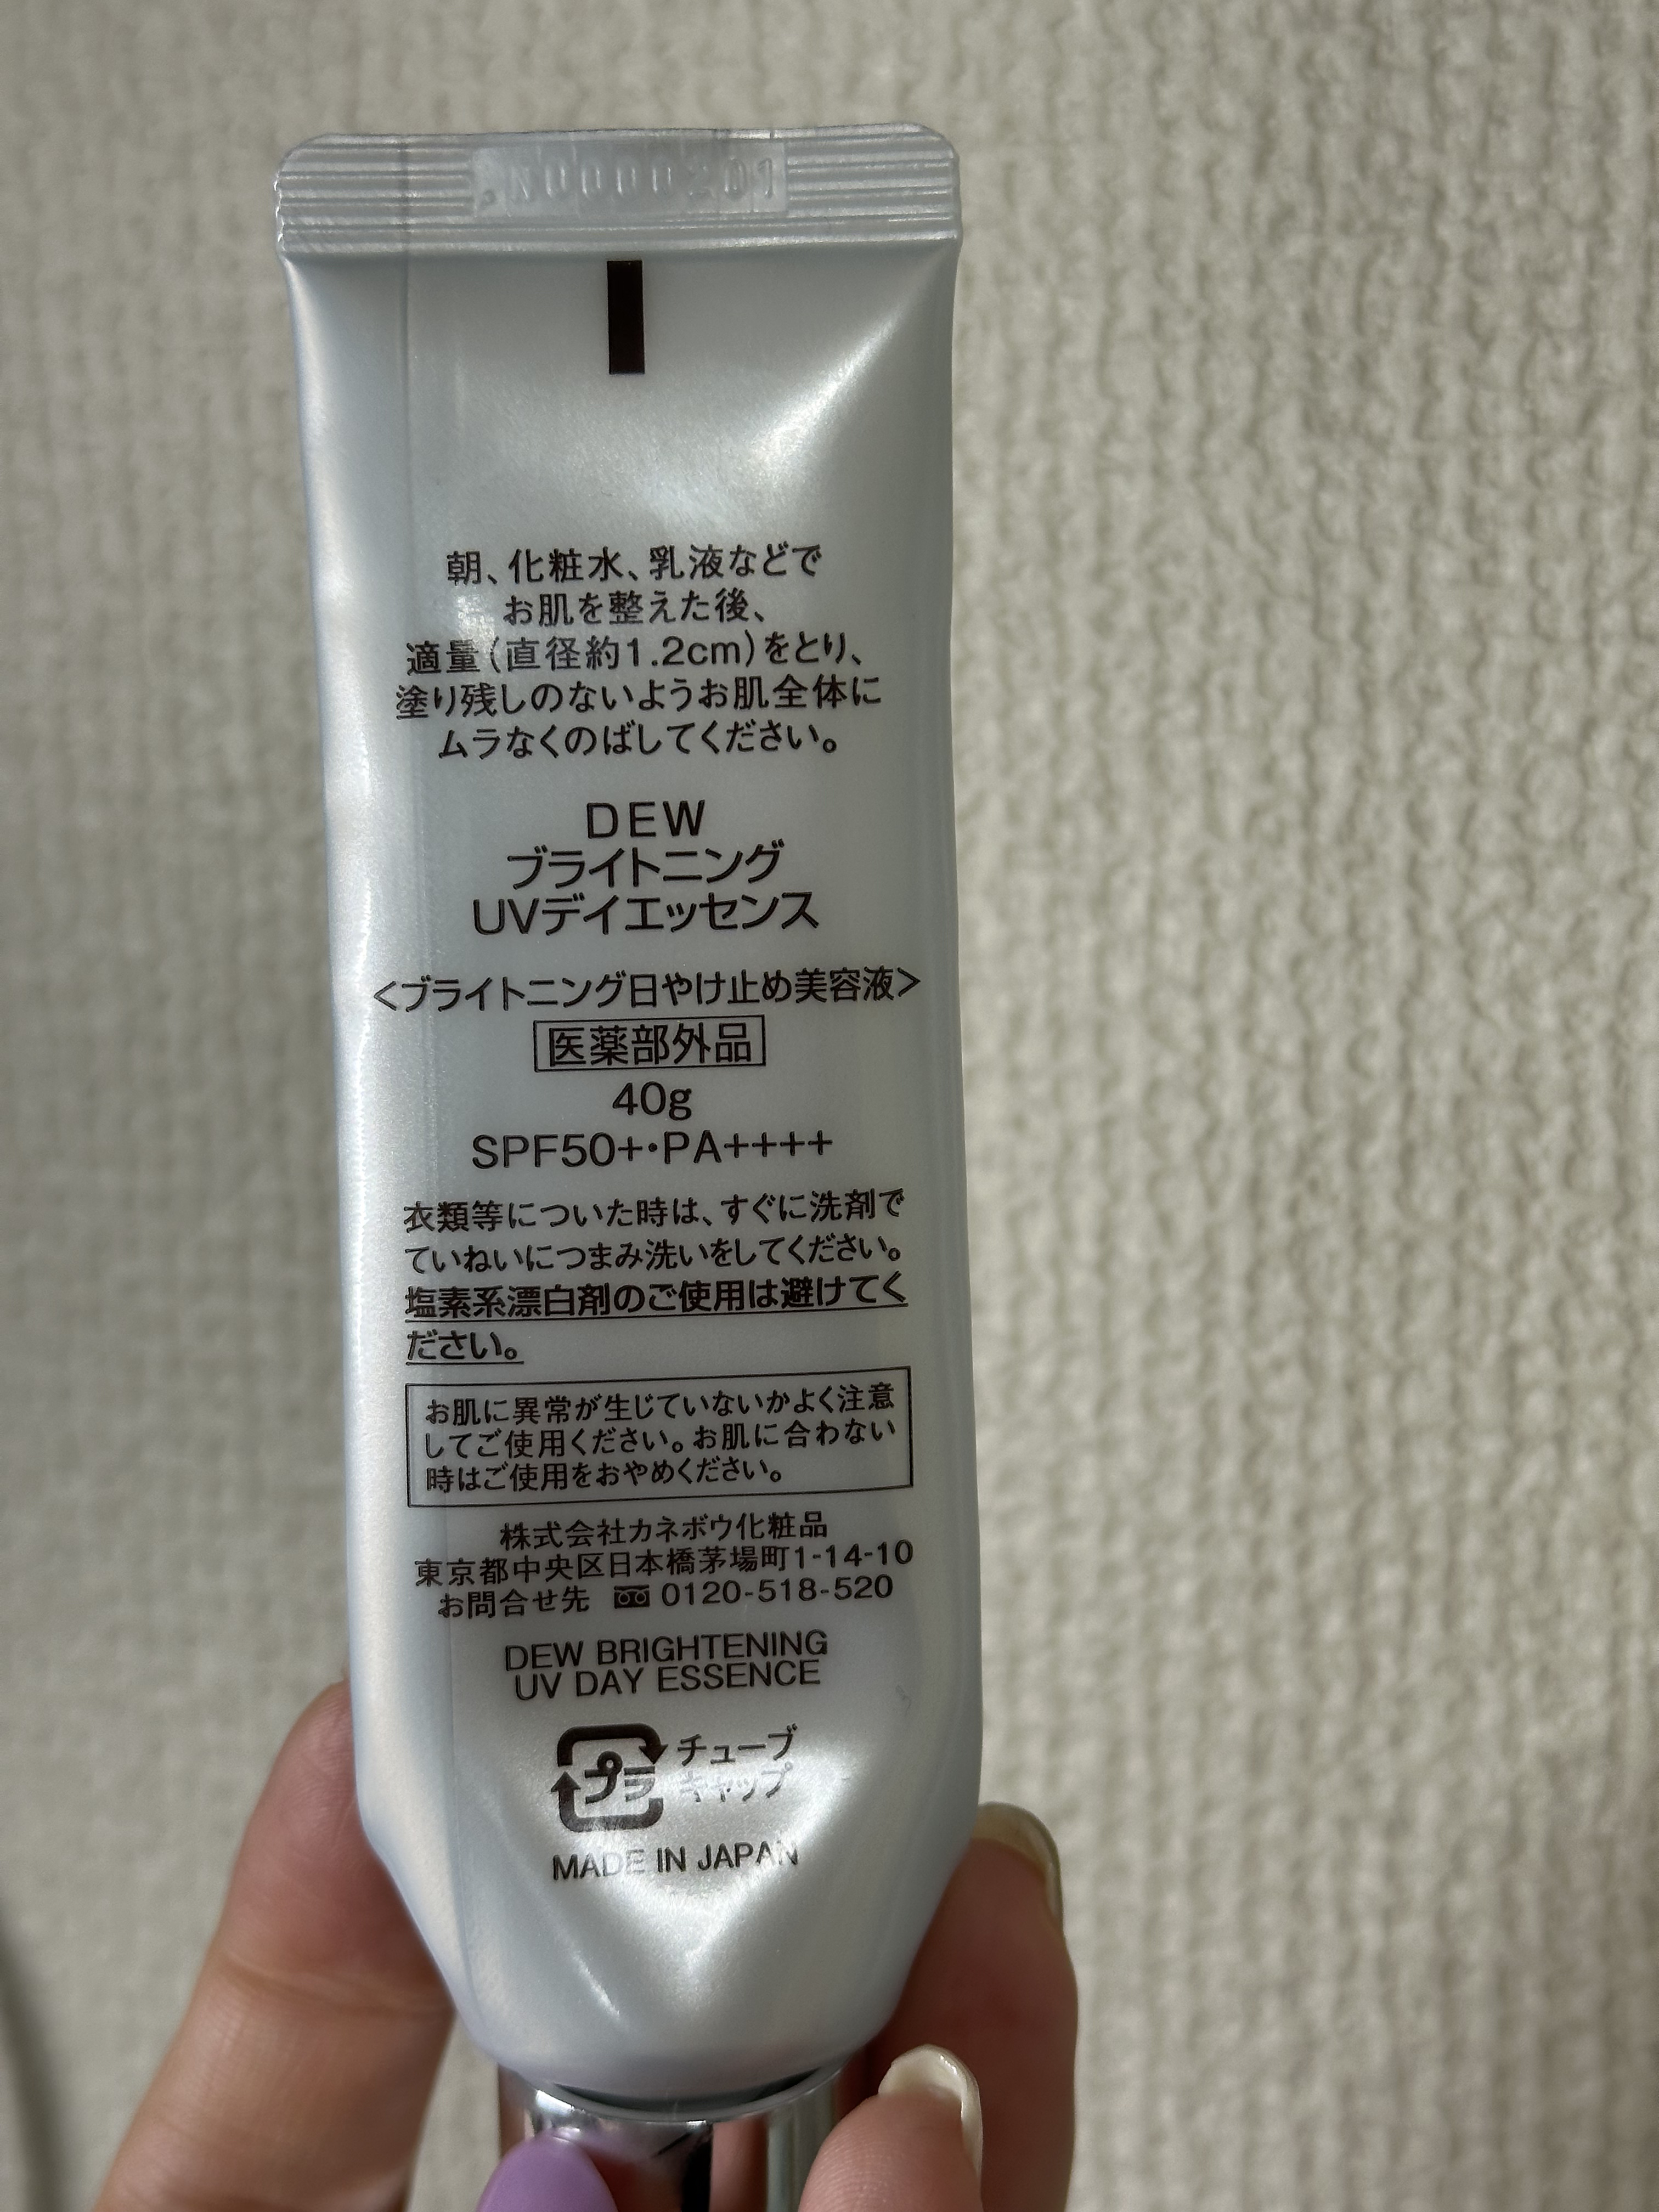 朝、化粧水、乳液などで
お肌を整えた後、
適量(直径約1.2cm)をとり、
塗り残しのないようお肌全体に
ムラなくのばしてください。
DEW
ブライトニング
UVデイエッセンス
<ブライトニング日やけ止め美容液>
医薬部外品
40g
SPF50+・PA++++
衣類等についた時は、すぐに洗剤で
ていねいにつまみ洗いをしてください。
塩素系漂白剤のご使用は避けてく
ださい。
お肌に異常が生じていないかよく注意
してご使用ください。お肌に合わない
時はご使用をおやめください。
株式会社カネボウ化粧品
東京都中央区日本橋茅場町1-14-10
お問合せ先 0120-518-520
DEW BRIGHTENING
UV DAY ESSENCE
プラ チューブ
キャップ
MADE IN JAPAN